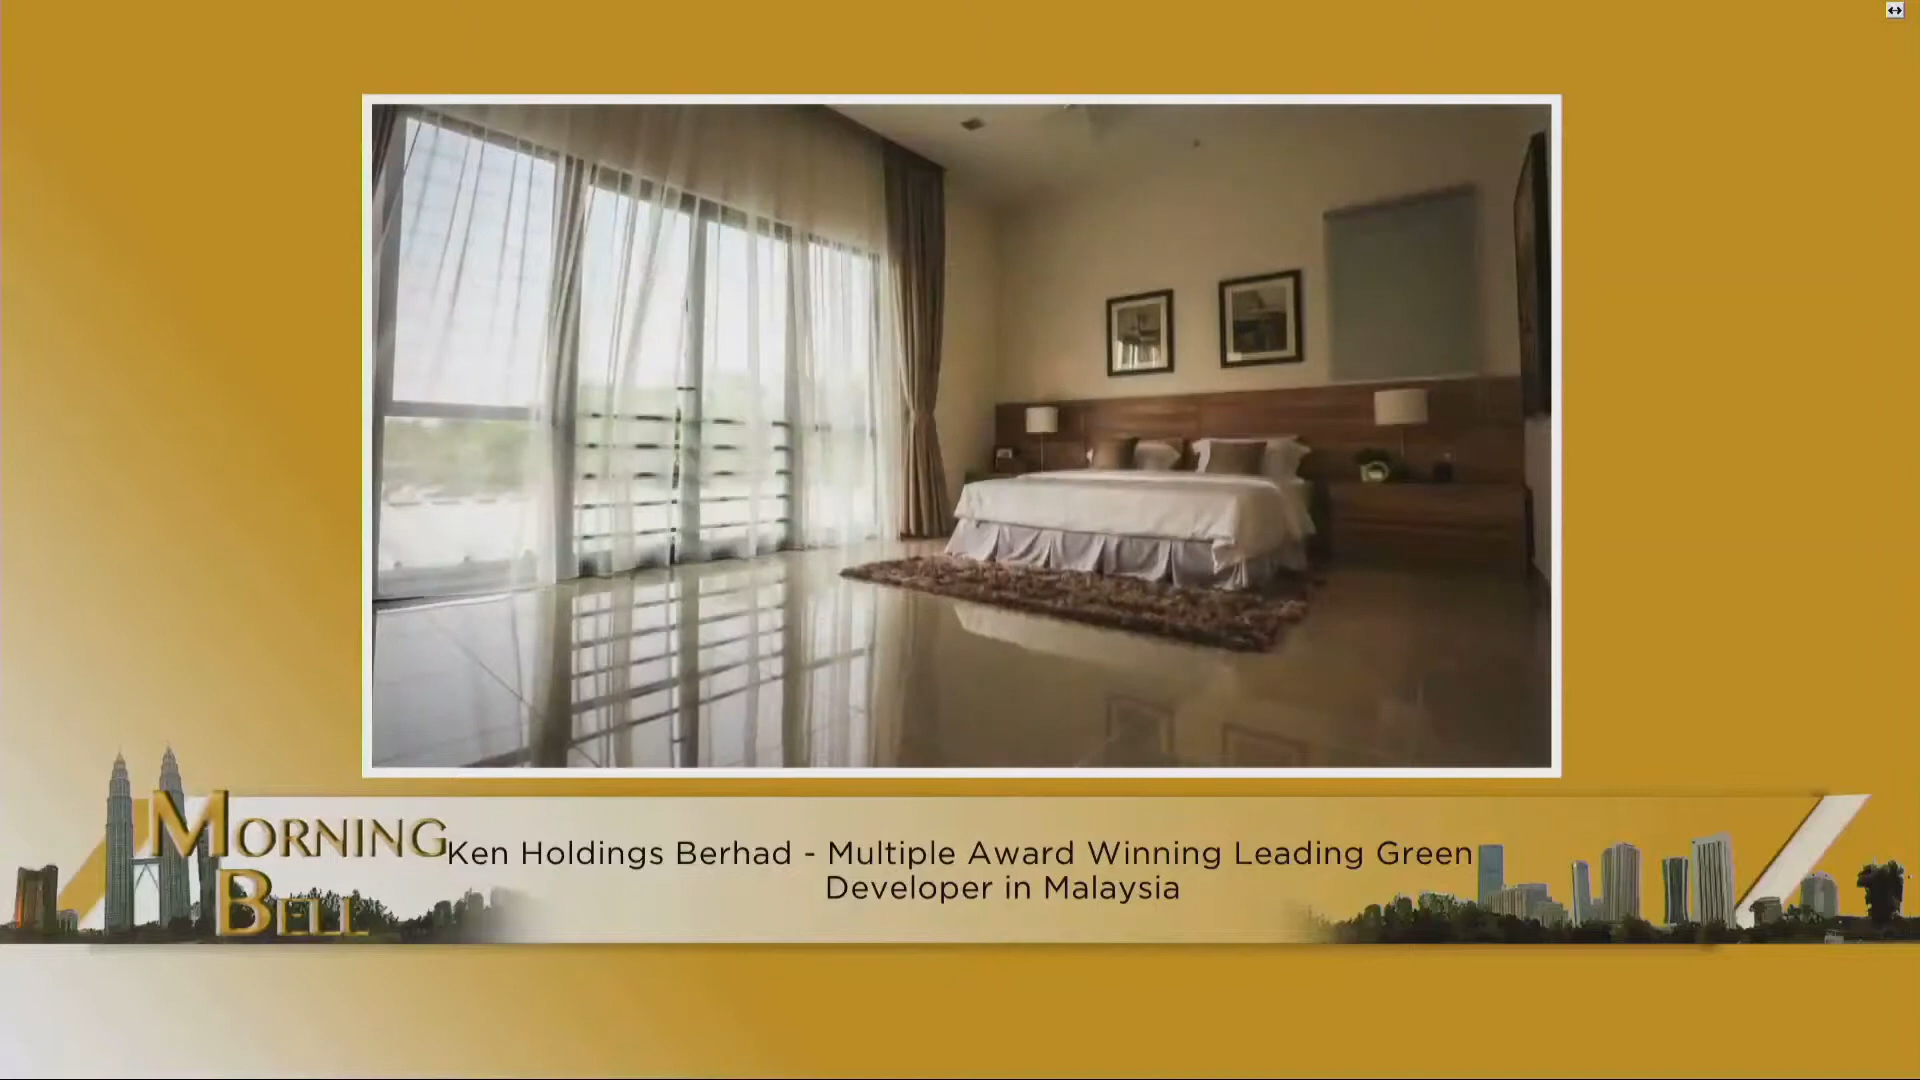 MORNING
BELL
Ken Holdings Berhad - Multiple Award Winning Leading Green
Developer in Malaysia